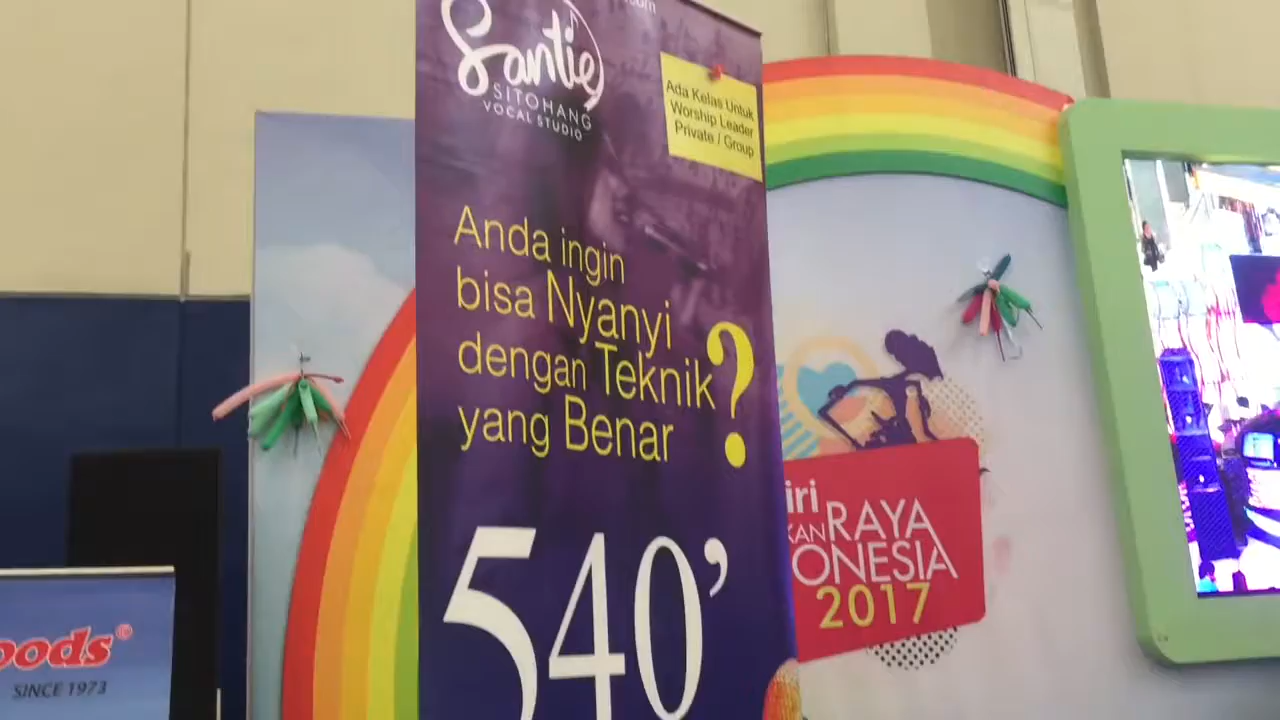 Santie
SITOHANG
VOCAL STUDIO
Ada Kelas Untuk
Worship Leader
Private / Group
Anda ingin
bisa Nyanyi
dengan Teknik
yang Benar ?
540’
RAYA
2017
SINCE 1973